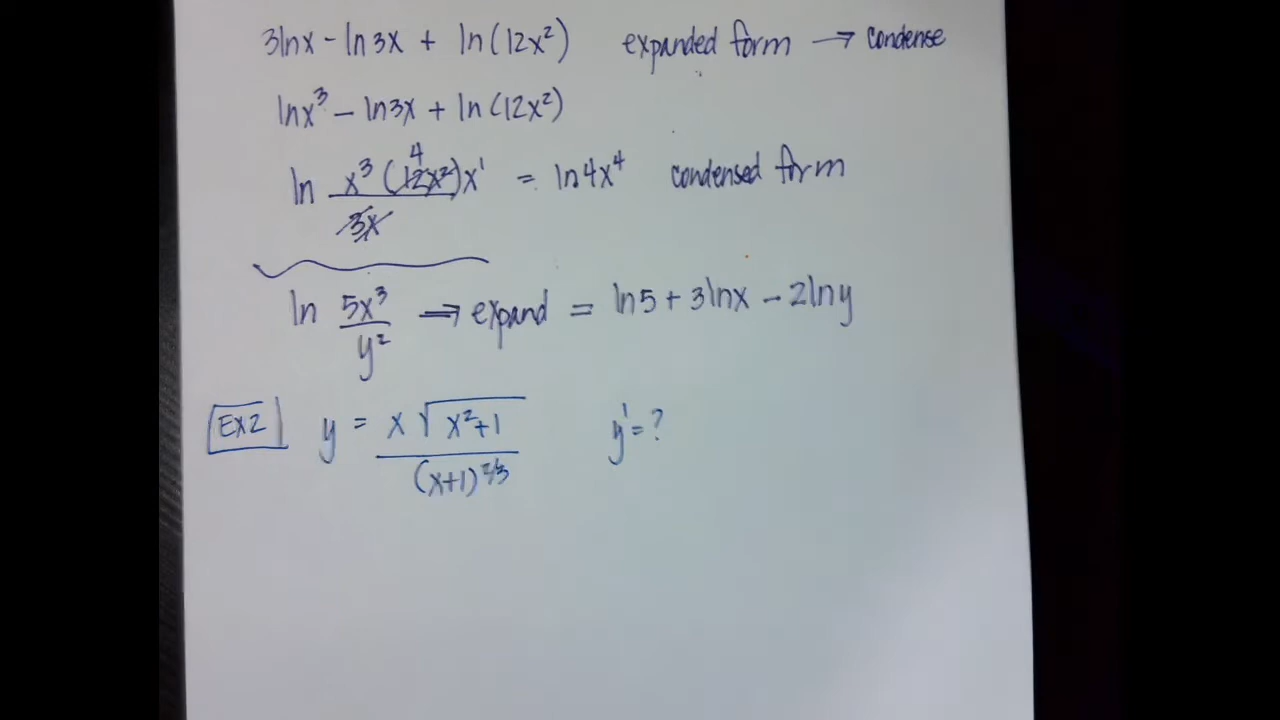 3lnx - ln3x + ln(12x²) expanded form → condense
lnx³ - ln3x + ln(12x²)
ln x³(12x²)x¹ 4 / 3x = ln4x⁴ condensed form
ln 5x³ / y² ⟹ expand = ln5 + 3lnx - 2lny
EX2 y = x√(x²+1) / (x+1)^2/3 y' = ?